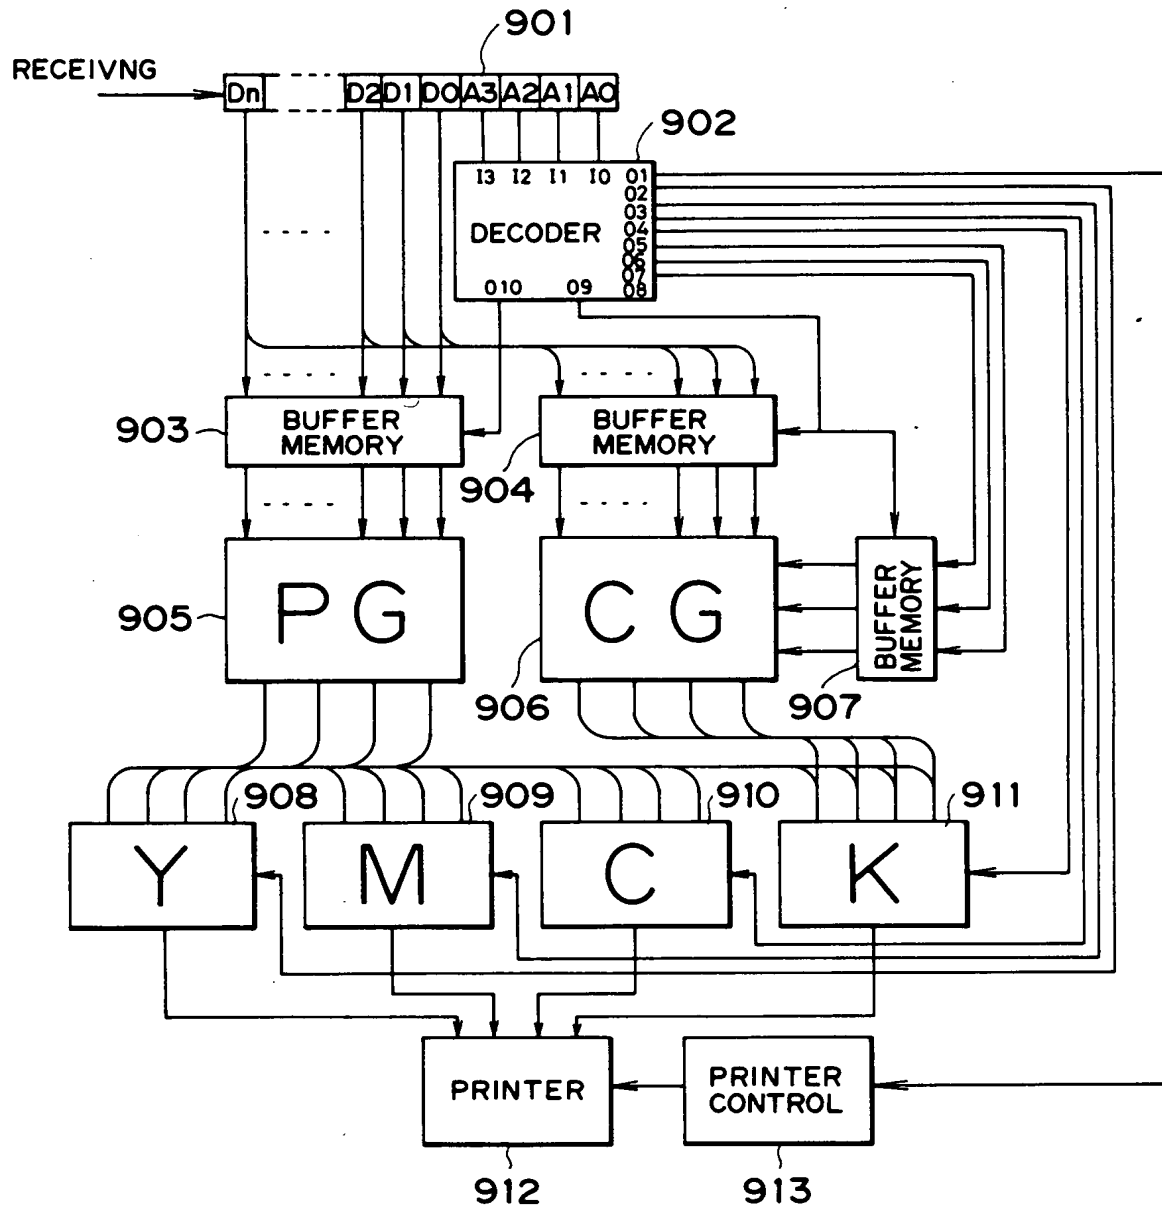 901
RECEIVNG
Dn D2 D1 D0 A3 A2 A1 A0
902
I3 I2 I1 I0 01
02
03
DECODER 04
05
06
07
010 09 08
903
BUFFER
MEMORY
904
BUFFER
MEMORY
905
PG
906
CG
907
BUFFER
MEMORY
908
909
910
911
Y
M
C
K
PRINTER
PRINTER
CONTROL
912
913